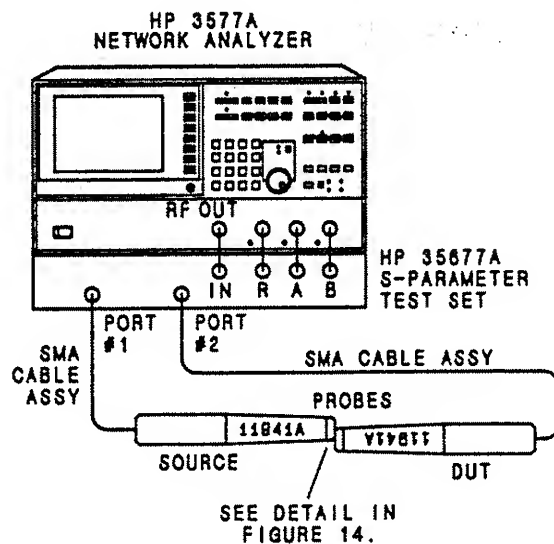 HP 3577A
NETWORK ANALYZER
RF OUT
IN R A B
HP 35677A
S-PARAMETER
TEST SET
PORT
#1
PORT
#2
SMA
CABLE
ASSY
SMA CABLE ASSY
PROBES
11941A
11941A
SOURCE
DUT
SEE DETAIL IN
FIGURE 14.